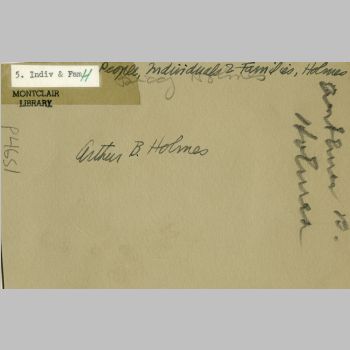 5. Indiv & Fam H
People, Individuals & Families, Holmes
MONTCLAIR
LIBRARY
P4651
Arthur B. Holmes
Arthur B.
Holmes